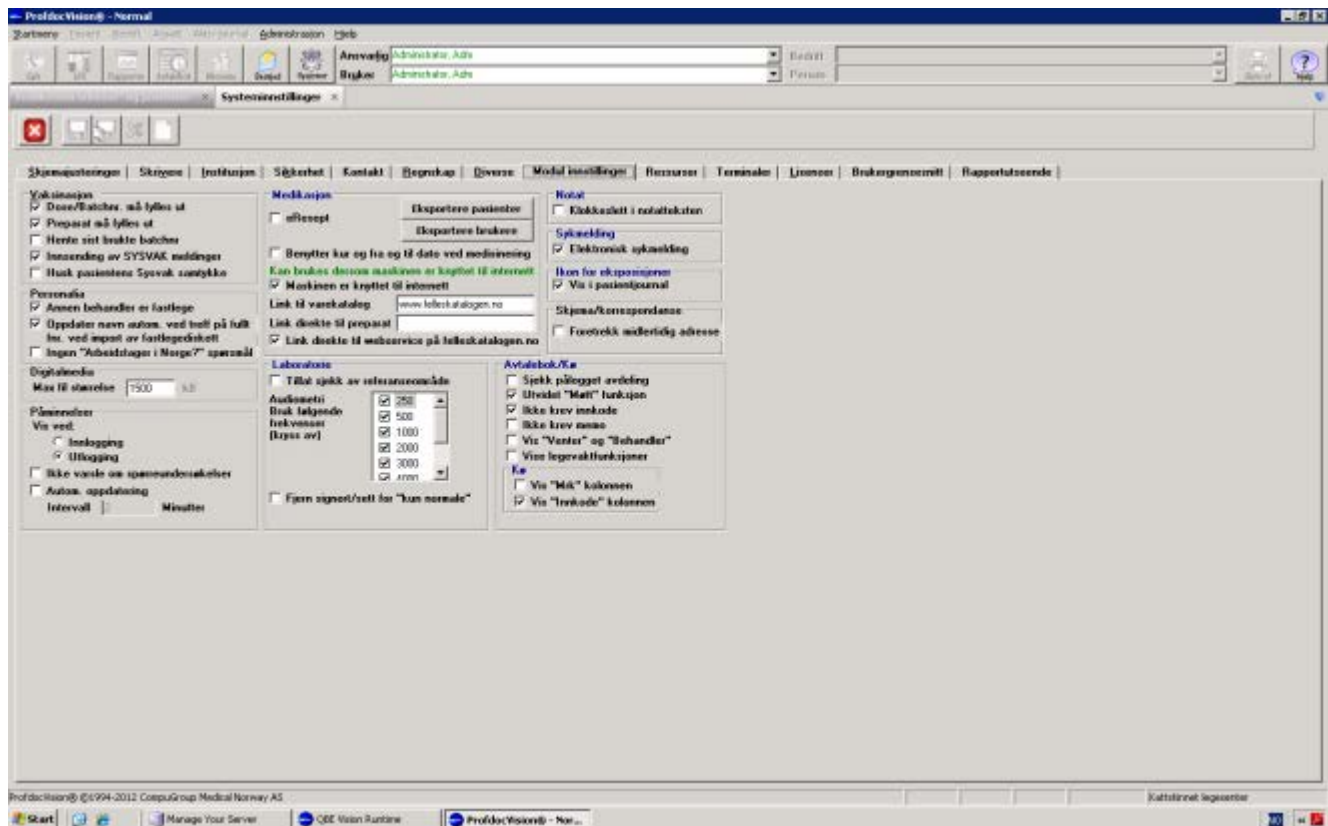 ProfdocVision® - Normal
Startmeny Administrasjon Hjelp
Ansvarlig Administrator, Adm Bedrift
Bruker Administrator, Adm Person
Rapporter Utskrift System Hjelp
Systeminnstillinger
Skjemajusteringer Skrivere Institusjon Sikkerhet Kontakt Regnskap Diverse Modul innstillinger Ressurser Terminaler Lisenser Brukergrensesnitt Rapportutseende
Vaksinasjon
Dose/Batchnr. må fylles ut
Preparat må fylles ut
Hente sist brukte batchnr
Innsending av SYSVAK meldinger
Husk pasientens Sysvak samtykke
Personalia
Annen behandler er fastlege
Oppdater navn autom. ved treff på fullt
fnr. ved import av fastlegediskett
Ingen "Arbeidstager i Norge?" spørsmål
Digitalmedia
Max fil størrelse 1500 kB
Påminnelser
Vis ved:
Innlogging
Utlogging
Ikke varsle om spørreundersøkelser
Autom. oppdatering
Intervall Minutter
Medikasjon
eResept
Eksportere pasienter
Eksportere brukere
Benytter kur og fra og til dato ved medisinering
Kan brukes dersom maskinen er knyttet til internett
Maskinen er knyttet til internett
Link til varekatalog www.felleskatalogen.no
Link direkte til preparat
Link direkte til webservice på felleskatalogen.no
Laboratorie
Tillat sjekk av referanseområde
Audiometri
Bruk følgende
frekvenser
(kryss av)
250
500
1000
2000
3000
4000
Fjern signert/sett for "kun normale"
Notat
Klokkeslett i notatteksten
Sykmelding
Elektronisk sykmelding
Ikon for eksposisjoner
Vis i pasientjournal
Skjema/korrespondanse
Foretrekk midlertidig adresse
Avtalebok/Kø
Sjekk pålogget avdeling
Utvidet "Møtt" funksjon
Ikke krev innkode
Ikke krev memo
Vis "Venter" og "Behandler"
Vise legevaktfunksjoner
Kø
Vis "Mrk" kolonnen
Vis "Innkode" kolonnen
ProfdocVision® ©1994-2012 CompuGroup Medical Norway AS Kattskinnet legesenter
Start Manage Your Server QBE Vision Runtime ProfdocVision® - Nor...